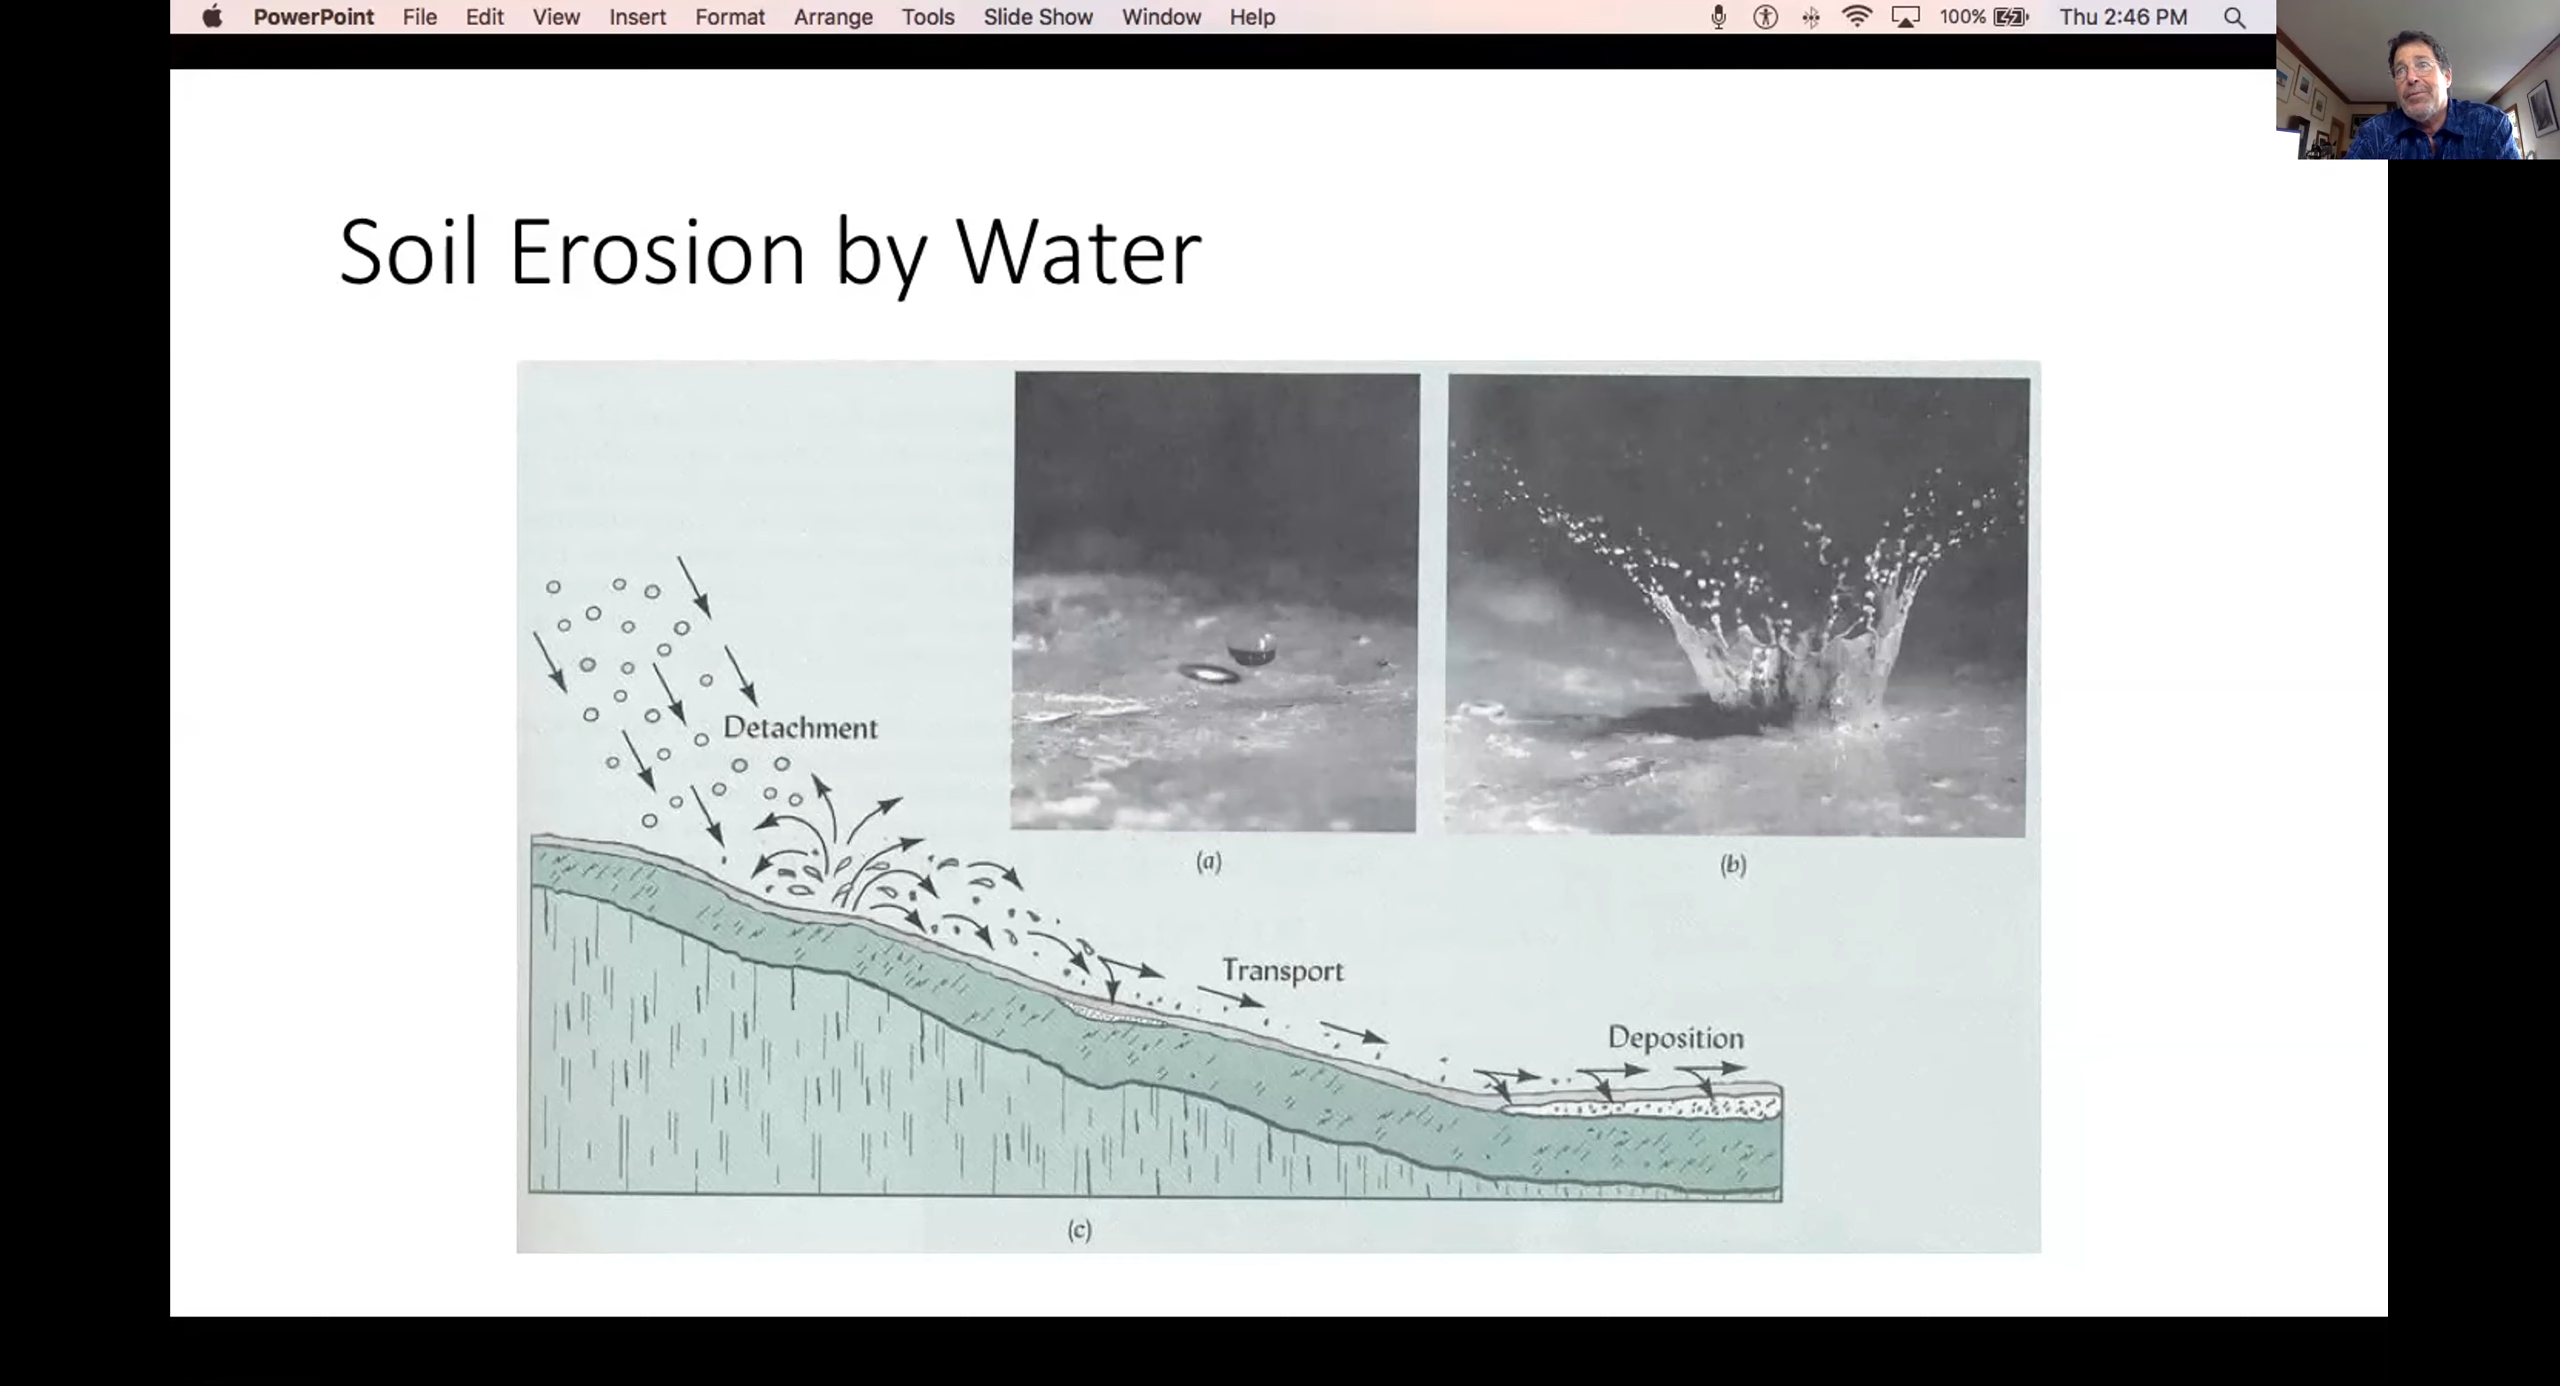 PowerPoint File Edit View Insert Format Arrange Tools Slide Show Window Help 100% Thu 2:46 PM
Soil Erosion by Water
Detachment
(a)
(b)
Transport
Deposition
(c)